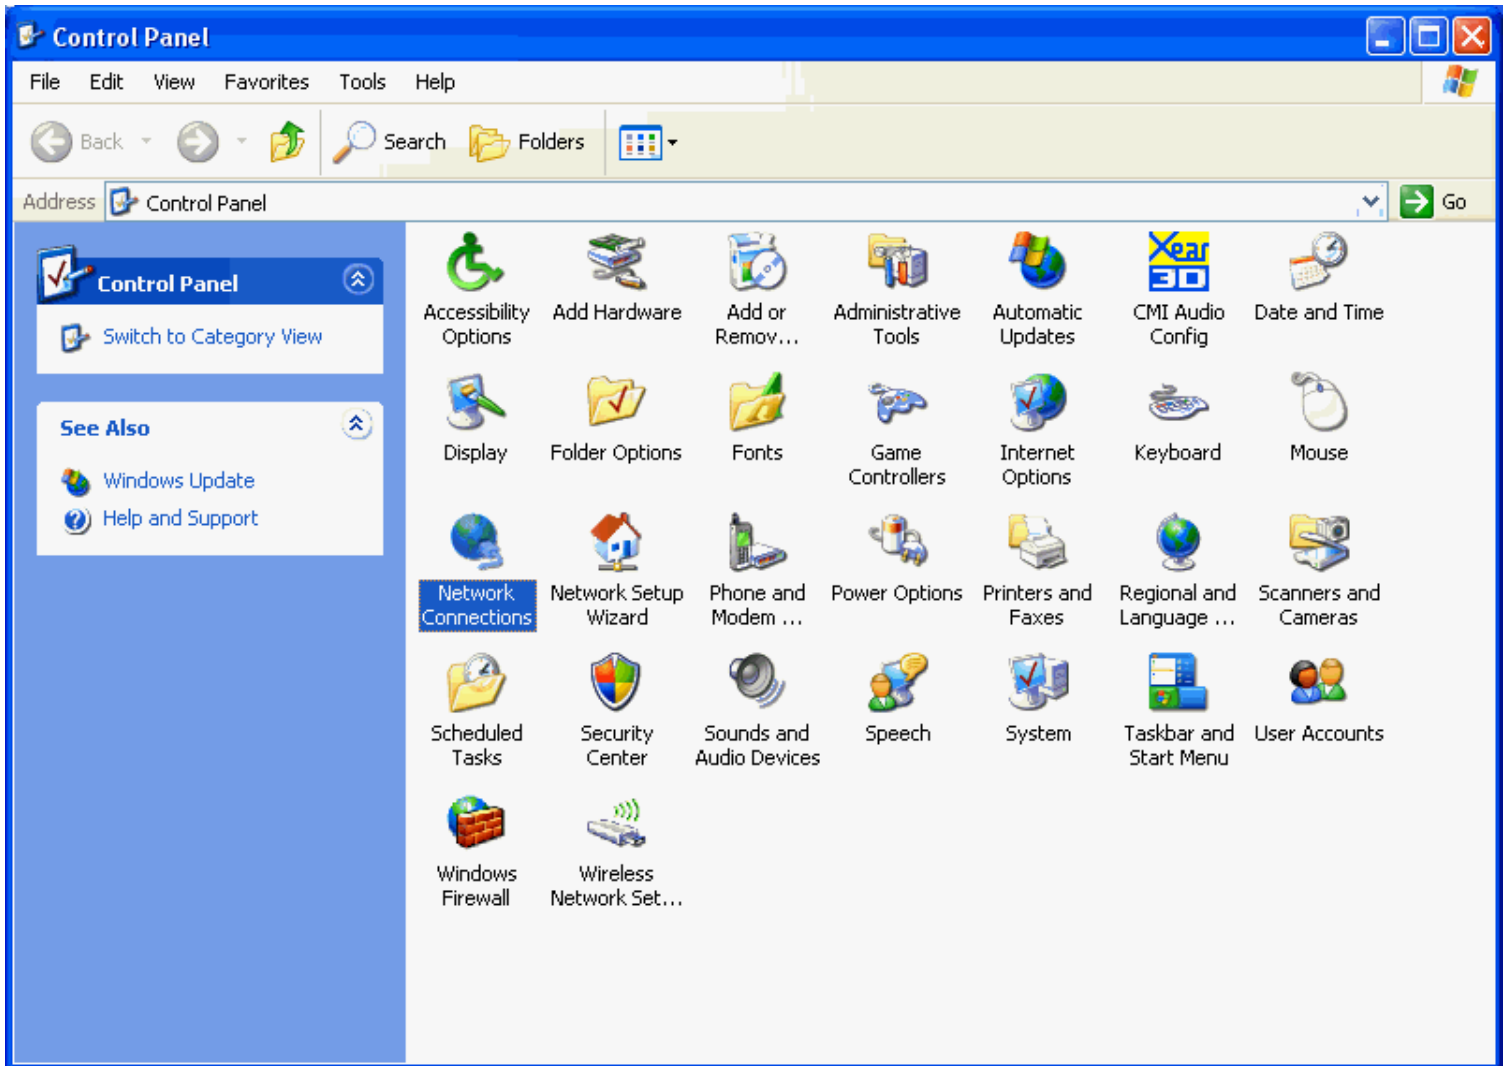 Control Panel
File Edit View Favorites Tools Help
Back Search Folders
Address Control Panel Go
Control Panel
Switch to Category View
See Also
Windows Update
Help and Support
Accessibility
Options
Add Hardware
Add or
Remov...
Administrative
Tools
Automatic
Updates
Xear
3D
CMI Audio
Config
Date and Time
Display
Folder Options
Fonts
Game
Controllers
Internet
Options
Keyboard
Mouse
Network
Connections
Network Setup
Wizard
Phone and
Modem ...
Power Options
Printers and
Faxes
Regional and
Language ...
Scanners and
Cameras
Scheduled
Tasks
Security
Center
Sounds and
Audio Devices
Speech
System
Taskbar and
Start Menu
User Accounts
Windows
Firewall
Wireless
Network Set...